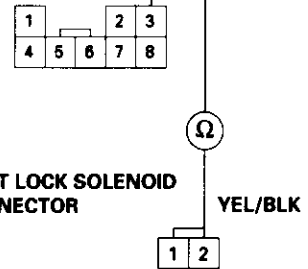 1 2 3
4 5 6 7 8
Ω
T LOCK SOLENOID
NECTOR
YEL/BLK
1 2